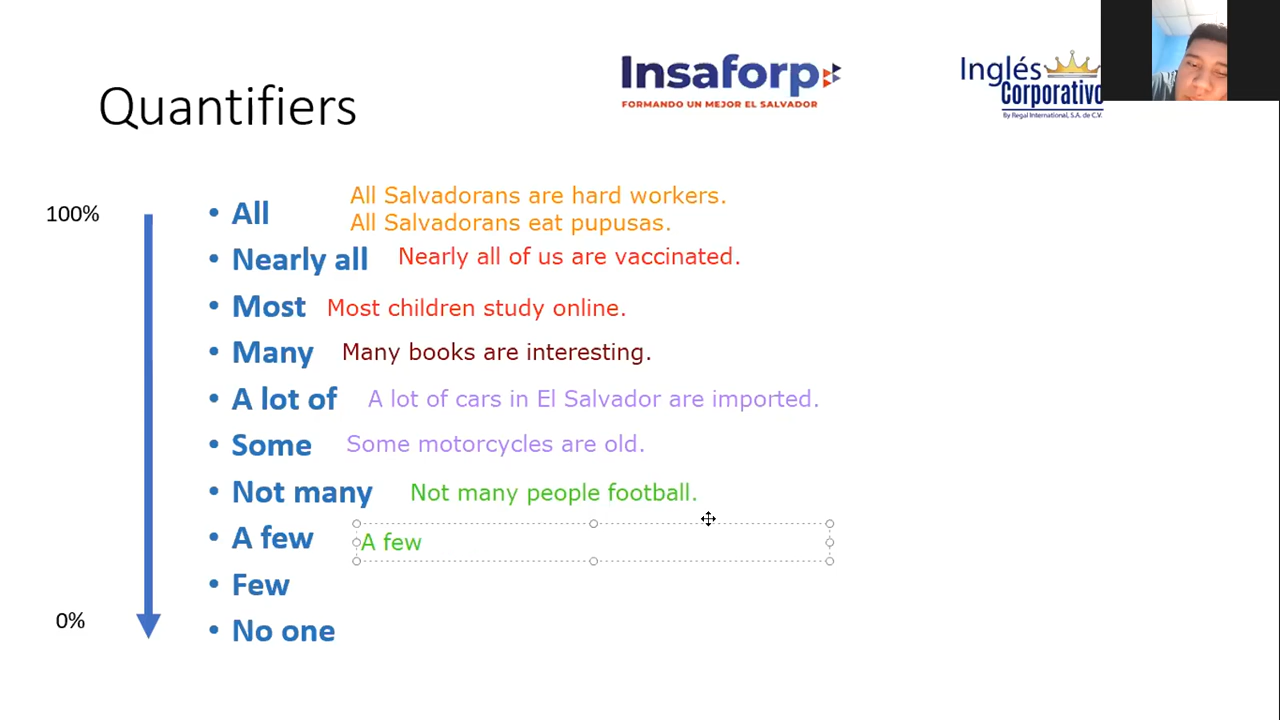 Insaforp
FORMANDO UN MEJOR EL SALVADOR
Inglés
Corporativo
By Regal International, S.A. de C.V.
Quantifiers
100%
• All
All Salvadorans are hard workers.
All Salvadorans eat pupusas.
• Nearly all
Nearly all of us are vaccinated.
• Most
Most children study online.
• Many
Many books are interesting.
• A lot of
A lot of cars in El Salvador are imported.
• Some
Some motorcycles are old.
• Not many
Not many people football.
• A few
A few
• Few
• No one
0%